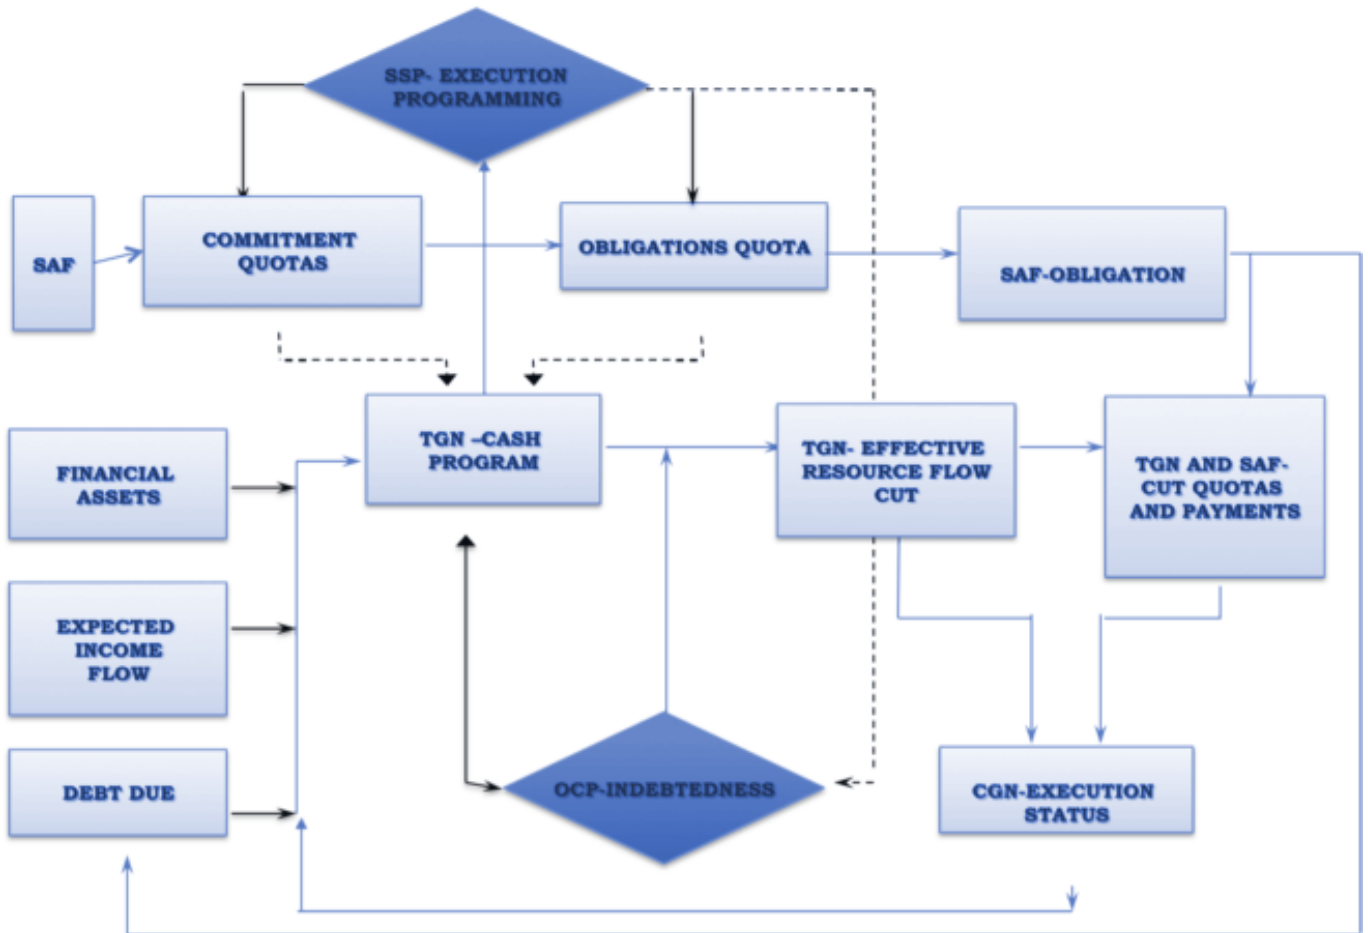 SSP- EXECUTION
PROGRAMMING
SAF
COMMITMENT
QUOTAS
OBLIGATIONS QUOTA
SAF-OBLIGATION
TGN –CASH
PROGRAM
TGN- EFFECTIVE
RESOURCE FLOW
CUT
TGN AND SAF-
CUT QUOTAS
AND PAYMENTS
FINANCIAL
ASSETS
EXPECTED
INCOME
FLOW
DEBT DUE
OCP-INDEBTEDNESS
CGN-EXECUTION
STATUS